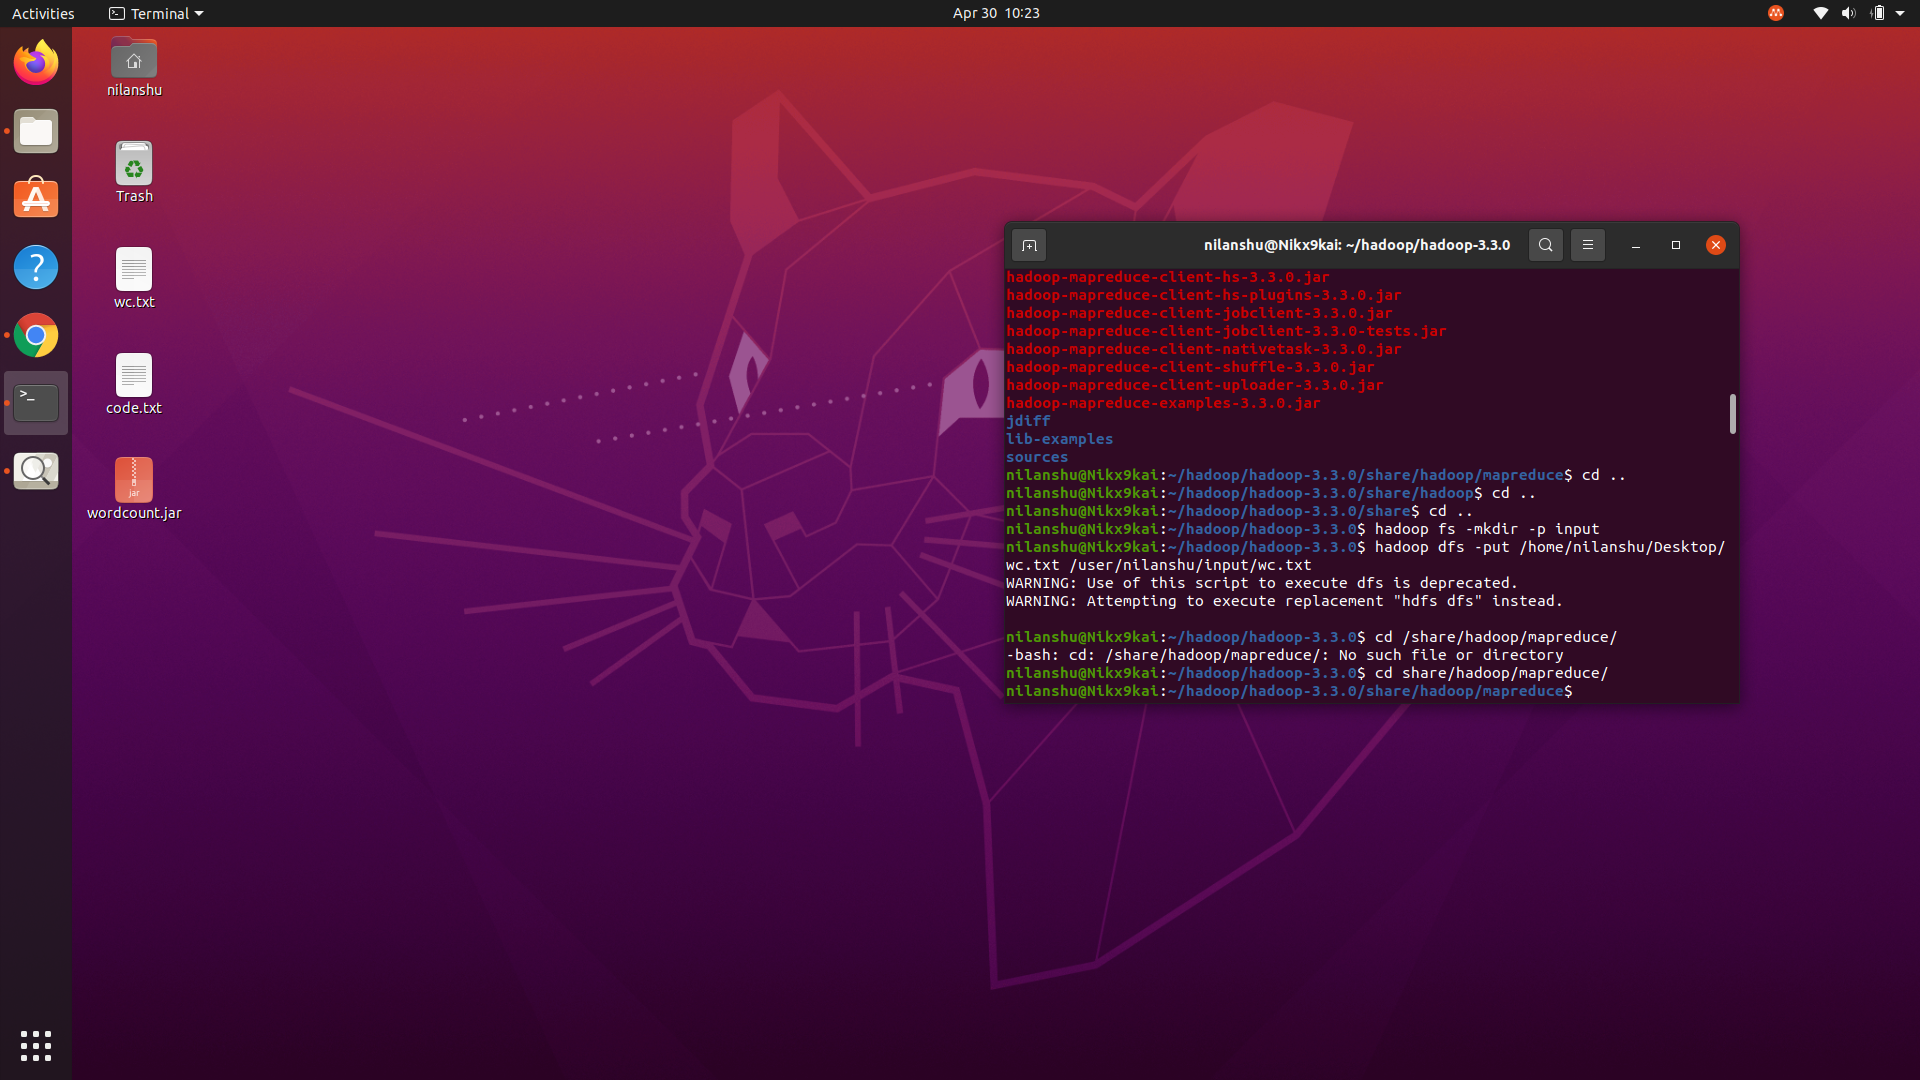 Activities
Terminal
Apr 30 10:23
nilanshu
Trash
wc.txt
code.txt
jar
wordcount.jar
nilanshu@Nikx9kai: ~/hadoop/hadoop-3.3.0
hadoop-mapreduce-client-hs-3.3.0.jar
hadoop-mapreduce-client-hs-plugins-3.3.0.jar
hadoop-mapreduce-client-jobclient-3.3.0.jar
hadoop-mapreduce-client-jobclient-3.3.0-tests.jar
hadoop-mapreduce-client-nativetask-3.3.0.jar
hadoop-mapreduce-client-shuffle-3.3.0.jar
hadoop-mapreduce-client-uploader-3.3.0.jar
hadoop-mapreduce-examples-3.3.0.jar
jdiff
lib-examples
sources
nilanshu@Nikx9kai:~/hadoop/hadoop-3.3.0/share/hadoop/mapreduce$ cd ..
nilanshu@Nikx9kai:~/hadoop/hadoop-3.3.0/share/hadoop$ cd ..
nilanshu@Nikx9kai:~/hadoop/hadoop-3.3.0/share$ cd ..
nilanshu@Nikx9kai:~/hadoop/hadoop-3.3.0$ hadoop fs -mkdir -p input
nilanshu@Nikx9kai:~/hadoop/hadoop-3.3.0$ hadoop dfs -put /home/nilanshu/Desktop/
wc.txt /user/nilanshu/input/wc.txt
WARNING: Use of this script to execute dfs is deprecated.
WARNING: Attempting to execute replacement "hdfs dfs" instead.
nilanshu@Nikx9kai:~/hadoop/hadoop-3.3.0$ cd /share/hadoop/mapreduce/
-bash: cd: /share/hadoop/mapreduce/: No such file or directory
nilanshu@Nikx9kai:~/hadoop/hadoop-3.3.0$ cd share/hadoop/mapreduce/
nilanshu@Nikx9kai:~/hadoop/hadoop-3.3.0/share/hadoop/mapreduce$